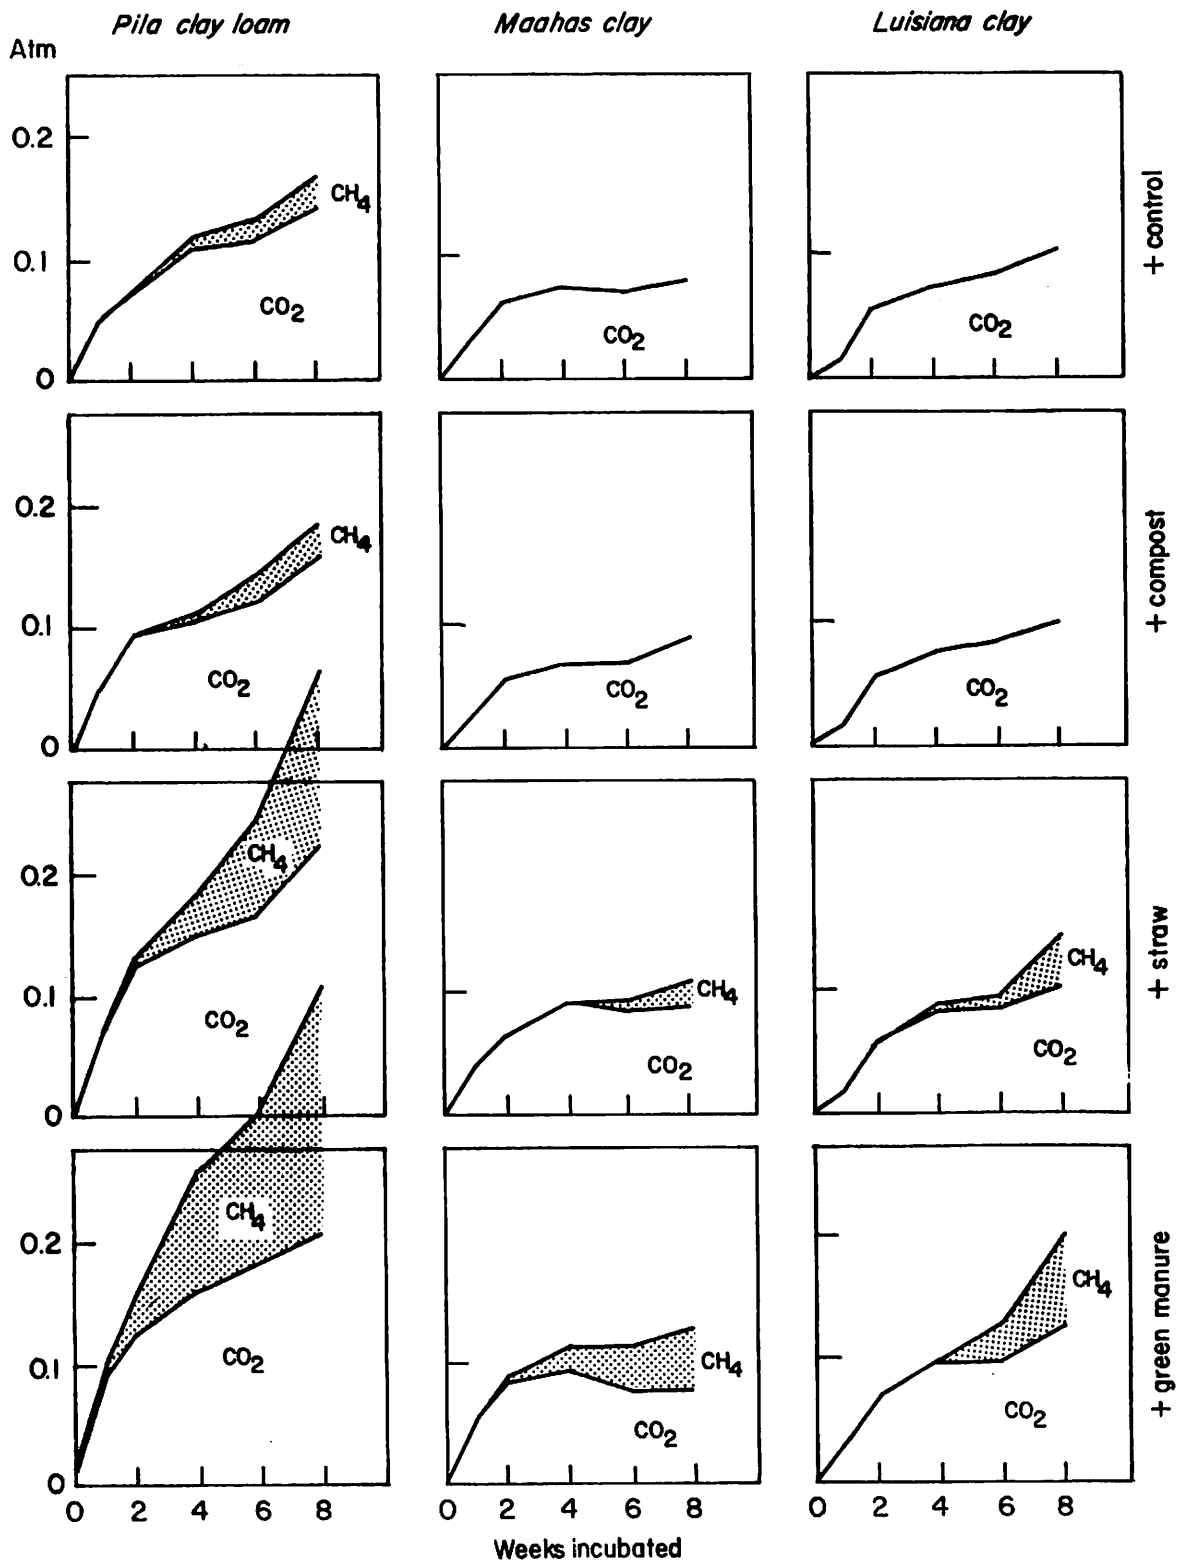 Pila clay loam
Maahas clay
Luisiana clay
Atm
0.2
0.1
0
CH4
CO2
CO2
CO2
+ control
0.2
0.1
0
CH4
CO2
CO2
CO2
+ compost
0.2
0.1
0
CH4
CO2
CH4
CO2
CH4
CO2
+ straw
0.2
0.1
0
CH4
CO2
CH4
CO2
CH4
CO2
+ green manure
0 2 4 6 8
0 2 4 6 8
0 2 4 6 8
Weeks incubated